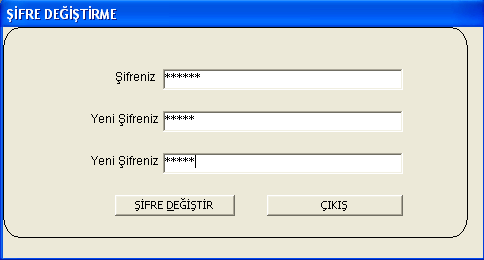 ŞİFRE DEĞİŞTİRME
Şifreniz ******
Yeni Şifreniz *****
Yeni Şifreniz *****
ŞİFRE DEĞİŞTİR ÇIKIŞ